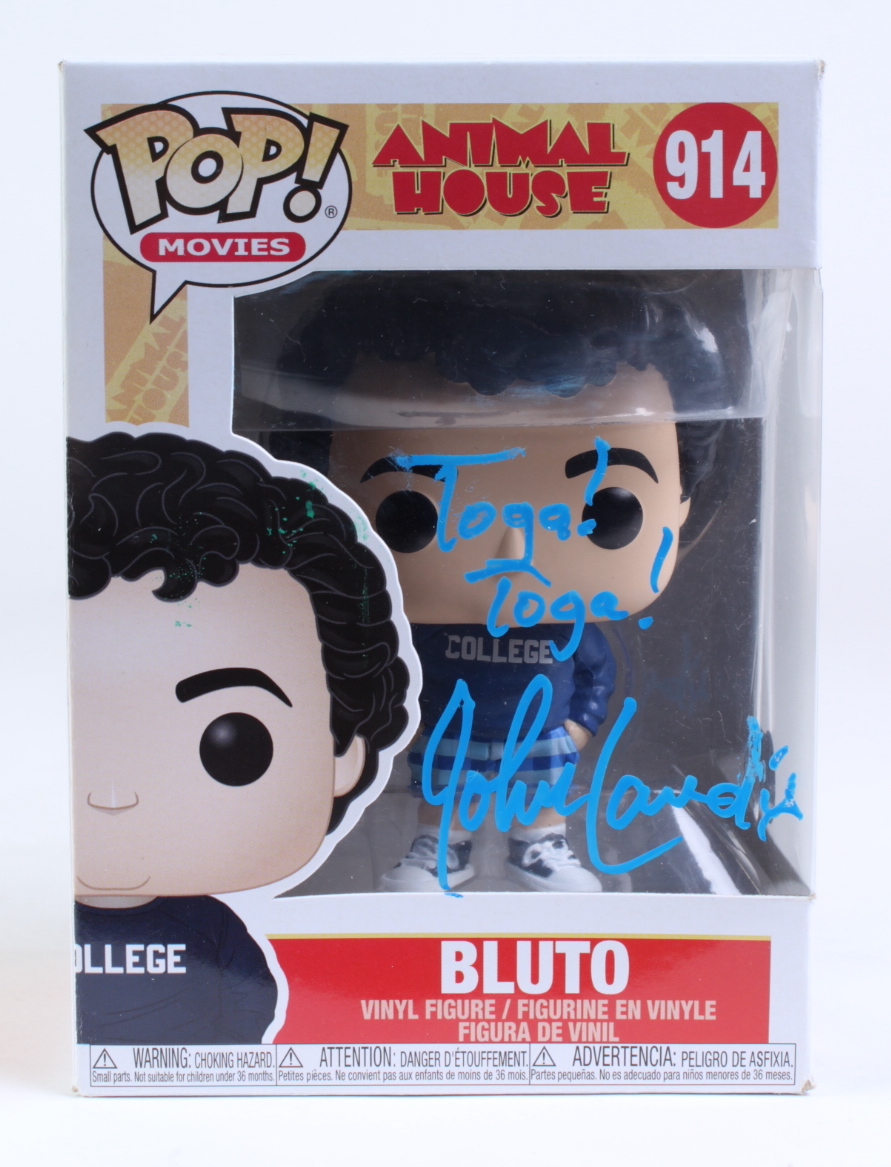 POP!®
MOVIES
ANIMAL
HOUSE
914
ANIMAL
HOUSE
Toga!
Toga!
COLLEGE
John Landis
OLLEGE
BLUTO
VINYL FIGURE / FIGURINE EN VINYLE
FIGURA DE VINIL
WARNING: CHOKING HAZARD.
Small parts. Not suitable for children under 36 months.
ATTENTION: DANGER D'ÉTOUFFEMENT.
Petites pièces. Ne convient pas aux enfants de moins de 36 mois.
ADVERTENCIA: PELIGRO DE ASFIXIA.
Partes pequeñas. No es adecuado para niños menores de 36 meses.